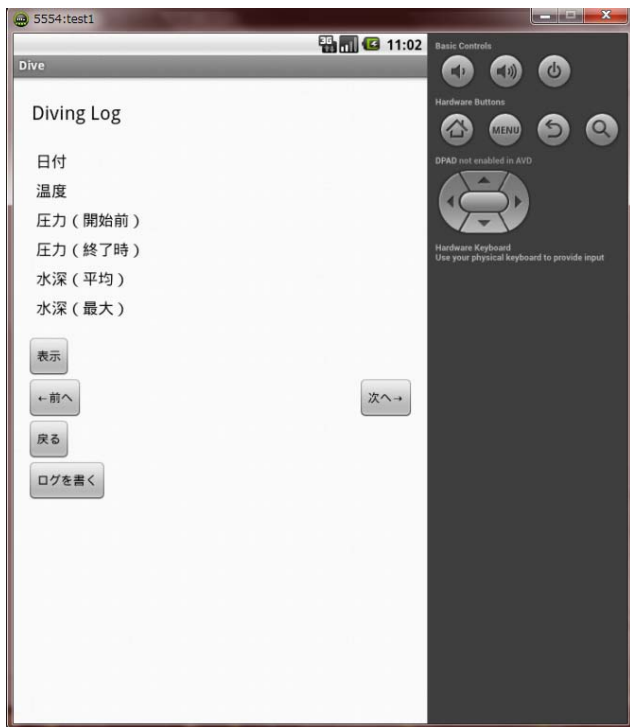 5554:test1
3G 11:02
Dive
Diving Log
日付
温度
圧力（開始前）
圧力（終了時）
水深（平均）
水深（最大）
表示
←前へ 次へ→
戻る
ログを書く
Basic Controls
Hardware Buttons
MENU
DPAD not enabled in AVD
Hardware Keyboard
Use your physical keyboard to provide input